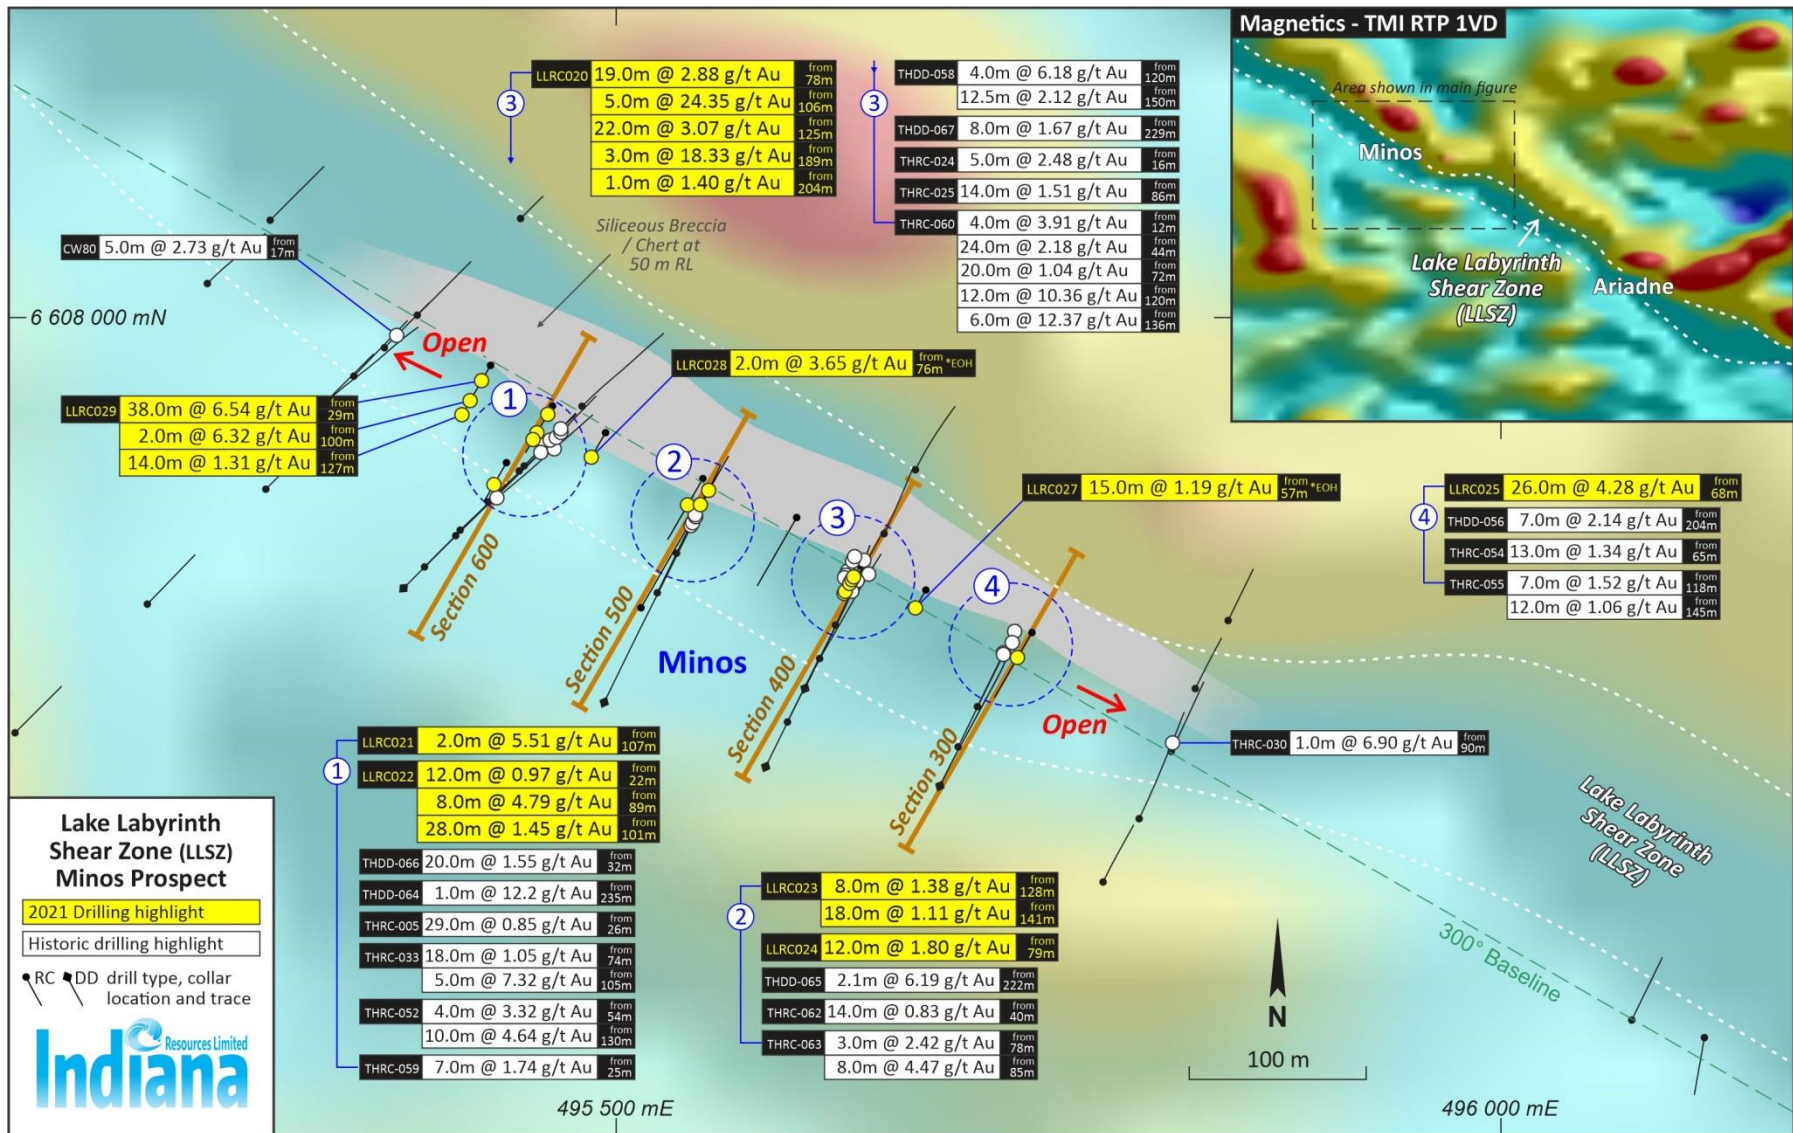 Magnetics - TMI RTP 1VD
Area shown in main figure
Minos
Lake Labyrinth
Shear Zone
(LLSZ)
Ariadne
3
LLRC020 19.0m @ 2.88 g/t Au from 78m
5.0m @ 24.35 g/t Au from 106m
22.0m @ 3.07 g/t Au from 125m
3.0m @ 18.33 g/t Au from 189m
1.0m @ 1.40 g/t Au from 204m
3
THDD-058 4.0m @ 6.18 g/t Au from 120m
12.5m @ 2.12 g/t Au from 150m
THDD-067 8.0m @ 1.67 g/t Au from 229m
THRC-024 5.0m @ 2.48 g/t Au from 16m
THRC-025 14.0m @ 1.51 g/t Au from 86m
THRC-060 4.0m @ 3.91 g/t Au from 12m
24.0m @ 2.18 g/t Au from 44m
20.0m @ 1.04 g/t Au from 72m
12.0m @ 10.36 g/t Au from 120m
6.0m @ 12.37 g/t Au from 136m
Siliceous Breccia
/ Chert at
50 m RL
CW80 5.0m @ 2.73 g/t Au from 17m
6 608 000 mN
Open
LLRC028 2.0m @ 3.65 g/t Au from 76m *EOH
LLRC029 38.0m @ 6.54 g/t Au from 29m
2.0m @ 6.32 g/t Au from 100m
14.0m @ 1.31 g/t Au from 127m
1
2
3
4
LLRC027 15.0m @ 1.19 g/t Au from 57m *EOH
4
LLRC025 26.0m @ 4.28 g/t Au from 68m
THDD-056 7.0m @ 2.14 g/t Au from 204m
THRC-054 13.0m @ 1.34 g/t Au from 65m
THRC-055 7.0m @ 1.52 g/t Au from 118m
12.0m @ 1.06 g/t Au from 145m
Section 600
Section 500
Section 400
Section 300
Minos
Open
THRC-030 1.0m @ 6.90 g/t Au from 90m
1
LLRC021 2.0m @ 5.51 g/t Au from 107m
LLRC022 12.0m @ 0.97 g/t Au from 22m
8.0m @ 4.79 g/t Au from 89m
28.0m @ 1.45 g/t Au from 101m
THDD-066 20.0m @ 1.55 g/t Au from 32m
THDD-064 1.0m @ 12.2 g/t Au from 235m
THRC-005 29.0m @ 0.85 g/t Au from 26m
THRC-033 18.0m @ 1.05 g/t Au from 74m
5.0m @ 7.32 g/t Au from 105m
THRC-052 4.0m @ 3.32 g/t Au from 54m
10.0m @ 4.64 g/t Au from 130m
THRC-059 7.0m @ 1.74 g/t Au from 25m
2
LLRC023 8.0m @ 1.38 g/t Au from 128m
18.0m @ 1.11 g/t Au from 141m
LLRC024 12.0m @ 1.80 g/t Au from 79m
THDD-065 2.1m @ 6.19 g/t Au from 222m
THRC-062 14.0m @ 0.83 g/t Au from 40m
THRC-063 3.0m @ 2.42 g/t Au from 78m
8.0m @ 4.47 g/t Au from 85m
Lake Labyrinth
Shear Zone
(LLSZ)
300° Baseline
N
100 m
495 500 mE
496 000 mE
Lake Labyrinth
Shear Zone (LLSZ)
Minos Prospect
2021 Drilling highlight
Historic drilling highlight
RC DD drill type, collar
location and trace
Indiana
Resources Limited